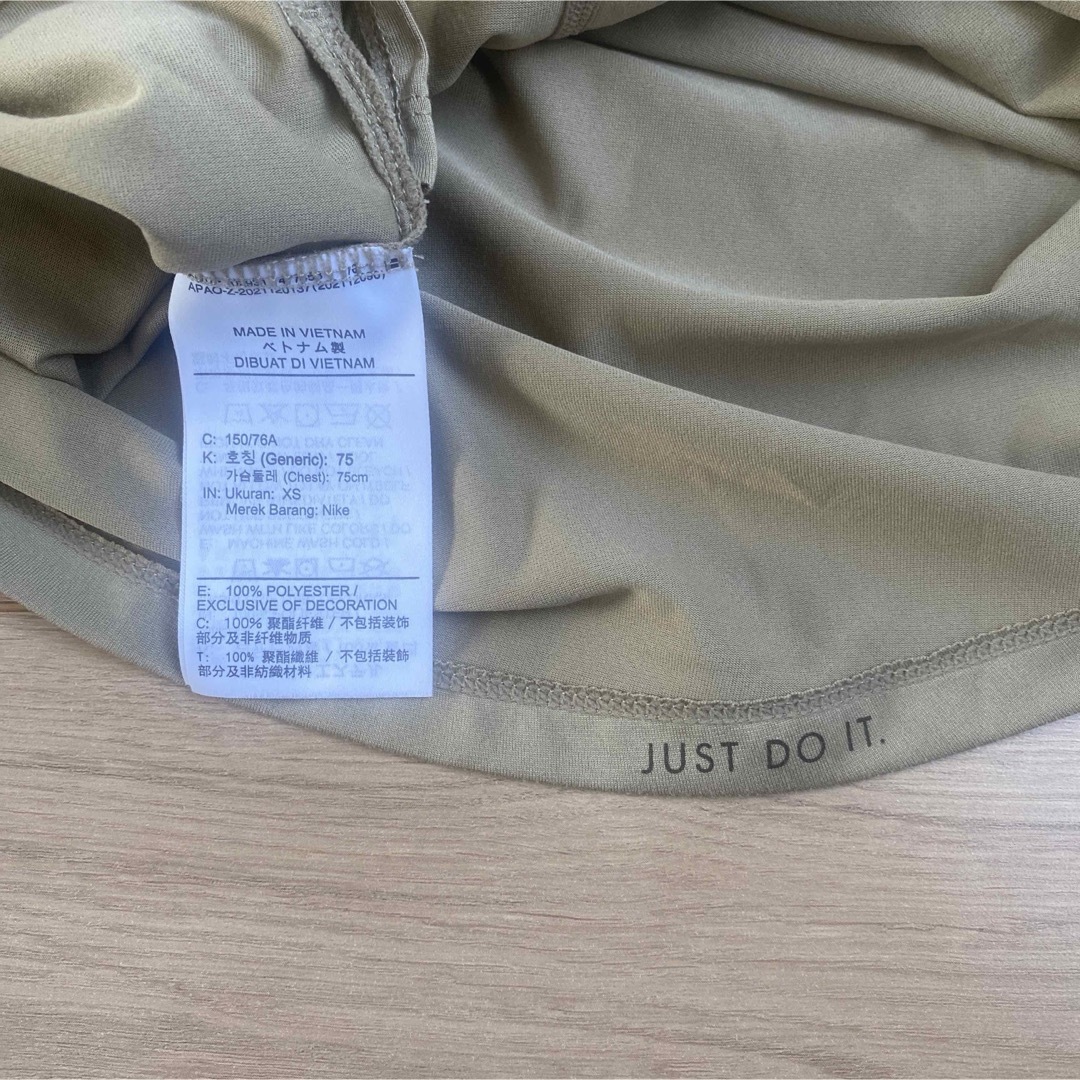 APAO-Z-2021120137(202112090)
MADE IN VIETNAM
ベトナム製
DIBUAT DI VIETNAM
C: 150/76A
K: 호칭 (Generic): 75
가슴둘레 (Chest): 75cm
IN: Ukuran: XS
Merek Barang: Nike
E: 100% POLYESTER /
EXCLUSIVE OF DECORATION
C: 100% 聚酯纤维 / 不包括装饰
部分及非纤维物质
T: 100% 聚酯纖維 / 不包括裝飾
部分及非紡織材料
JUST DO IT.